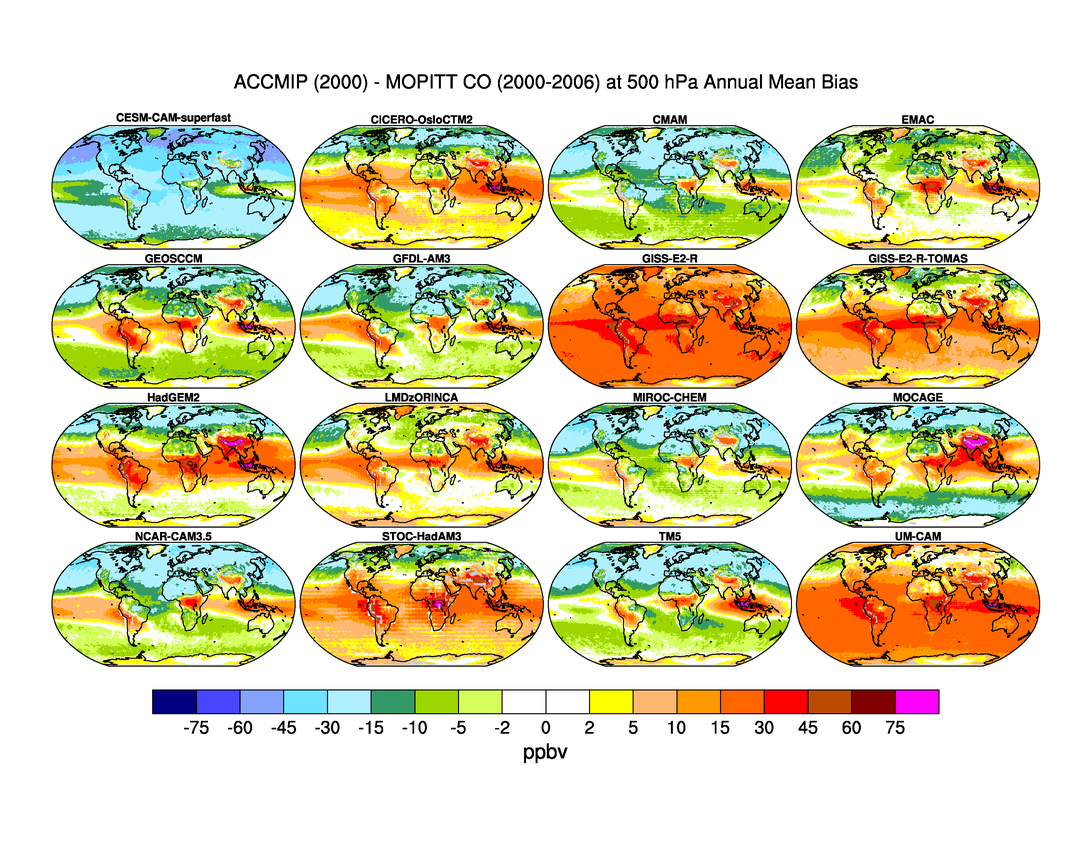 ACCMIP (2000) - MOPITT CO (2000-2006) at 500 hPa Annual Mean Bias
CESM-CAM-superfast CICERO-OsloCTM2 CMAM EMAC
GEOSCCM GFDL-AM3 GISS-E2-R GISS-E2-R-TOMAS
HadGEM2 LMDzORINCA MIROC-CHEM MOCAGE
NCAR-CAM3.5 STOC-HadAM3 TM5 UM-CAM
-75 -60 -45 -30 -15 -10 -5 -2 0 2 5 10 15 30 45 60 75
ppbv